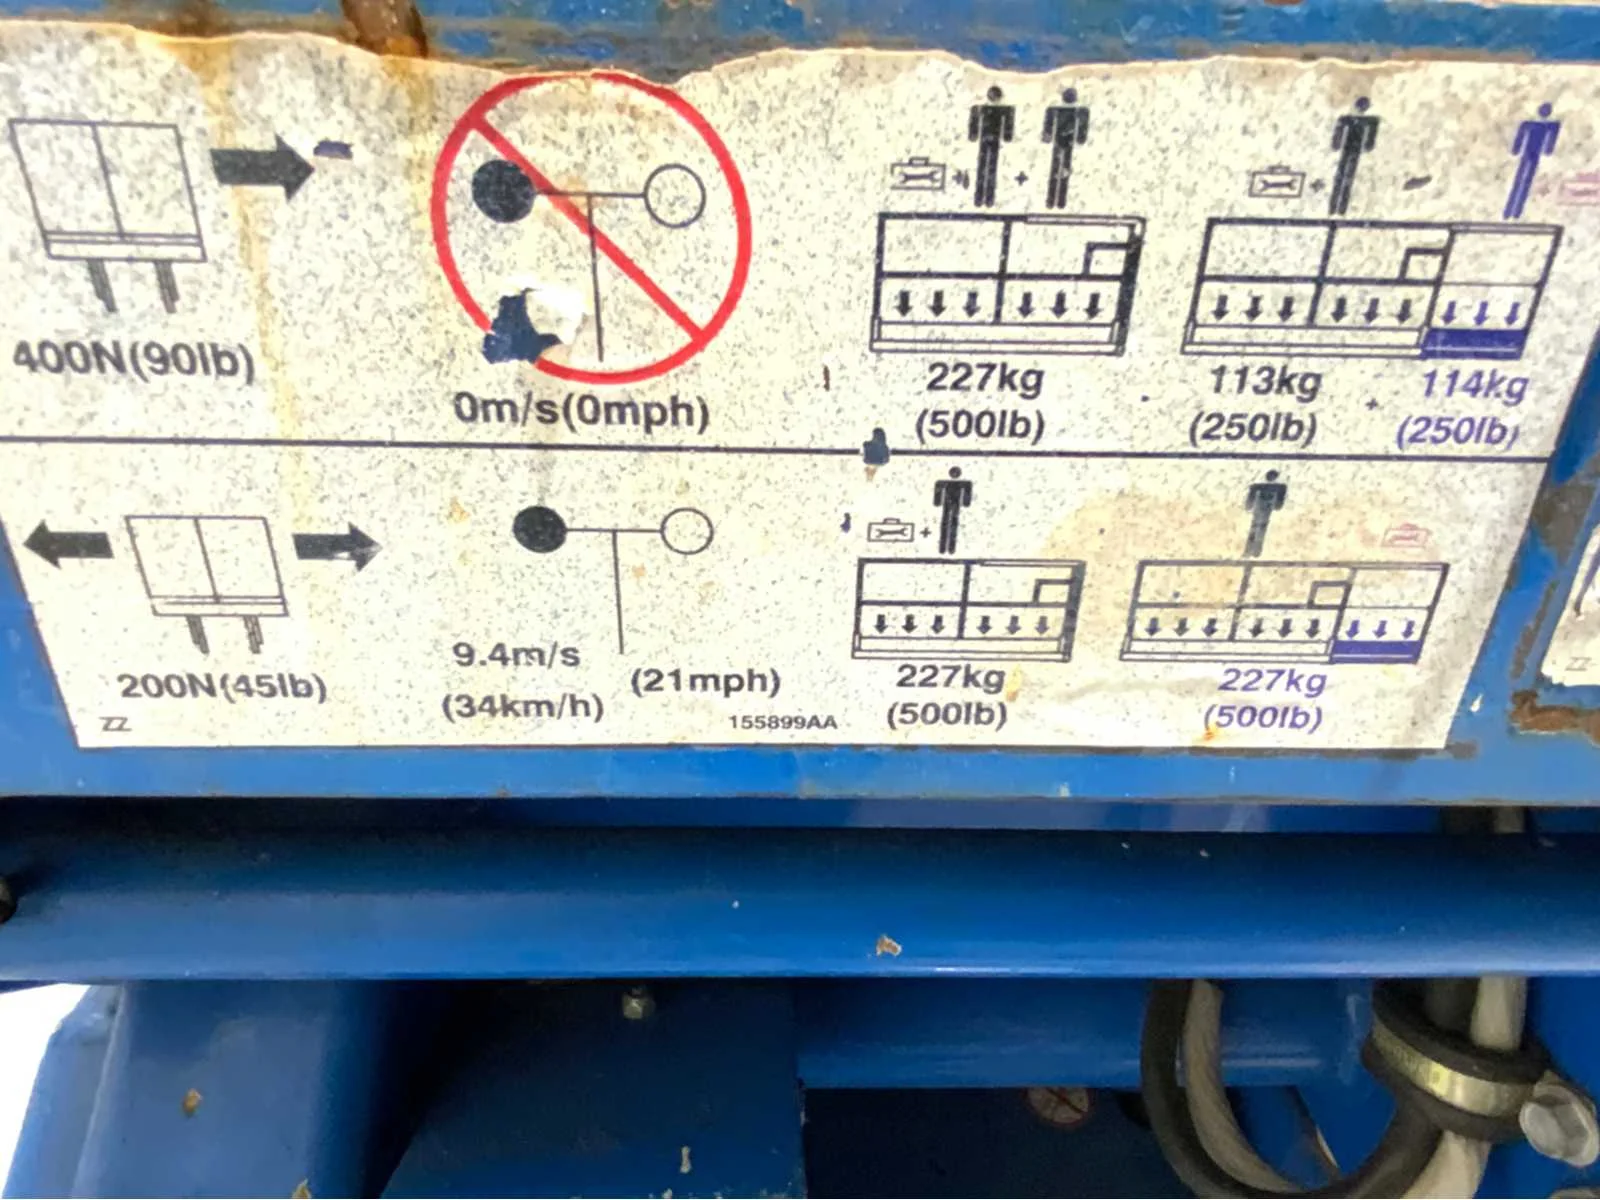 400N(90lb)
0m/s(0mph)
227kg
(500lb)
113kg
(250lb)
114kg
(250lb)
200N(45lb)
ZZ
9.4m/s
(34km/h)
(21mph)
155899AA
227kg
(500lb)
227kg
(500lb)
ZZ